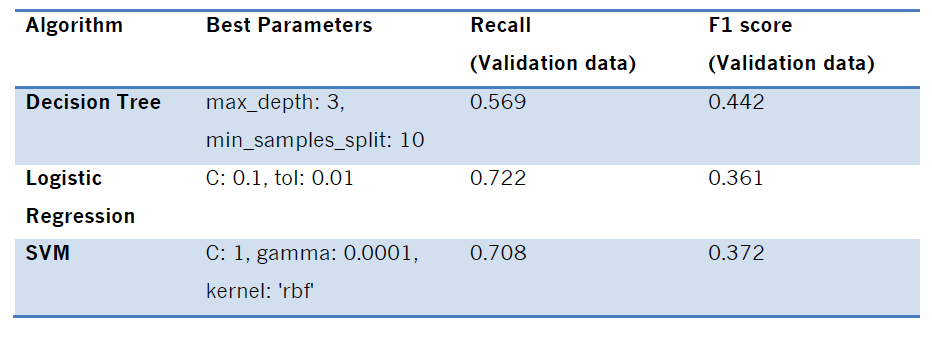 Algorithm Best Parameters Recall F1 score
(Validation data) (Validation data)
Decision Tree max_depth: 3, 0.569 0.442
min_samples_split: 10
Logistic C: 0.1, tol: 0.01 0.722 0.361
Regression
SVM C: 1, gamma: 0.0001, 0.708 0.372
kernel: 'rbf'